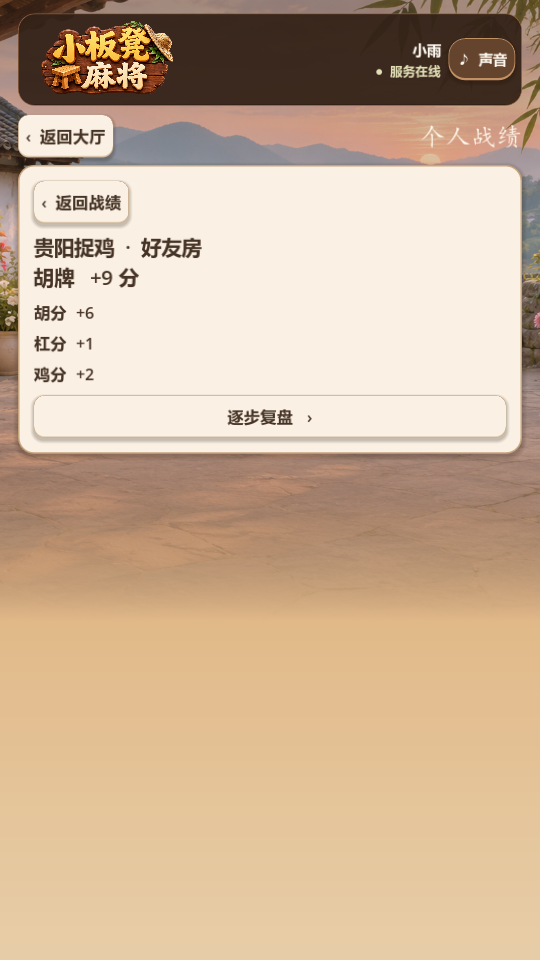 小板凳
麻将
小雨
● 服务在线
♪ 声音
‹ 返回大厅
个人战绩
‹ 返回战绩
贵阳捉鸡 · 好友房
胡牌 +9 分
胡分 +6
杠分 +1
鸡分 +2
逐步复盘 ›